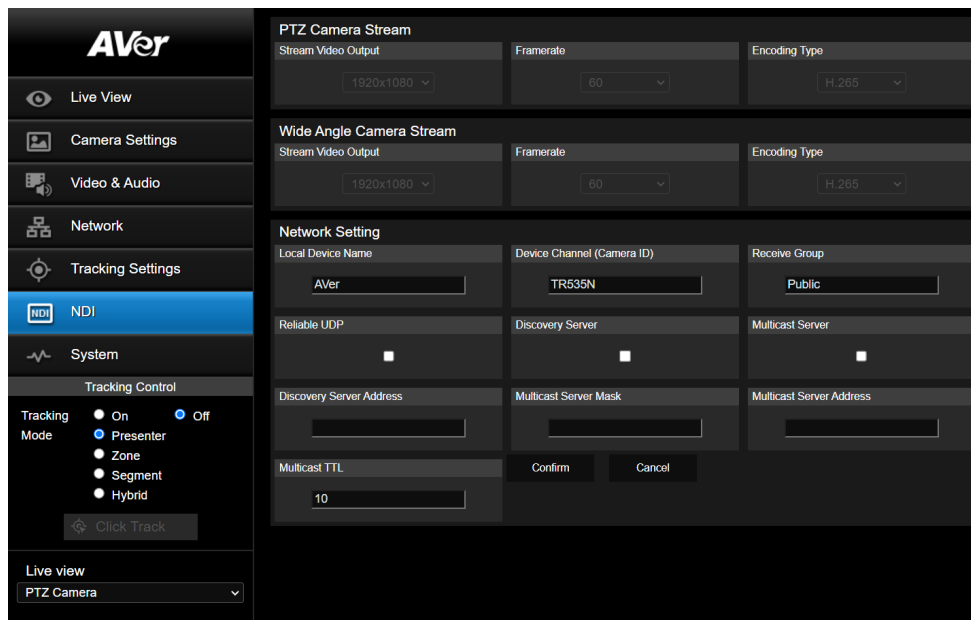 AVer
Live View
Camera Settings
Video & Audio
Network
Tracking Settings
NDI NDI
System
Tracking Control
Tracking On Off
Mode Presenter
Zone
Segment
Hybrid
Click Track
Live view
PTZ Camera
PTZ Camera Stream
Stream Video Output Framerate Encoding Type
1920x1080 60 H.265
Wide Angle Camera Stream
Stream Video Output Framerate Encoding Type
1920x1080 60 H.265
Network Setting
Local Device Name Device Channel (Camera ID) Receive Group
AVer TR535N Public
Reliable UDP Discovery Server Multicast Server
Discovery Server Address Multicast Server Mask Multicast Server Address
Multicast TTL Confirm Cancel
10